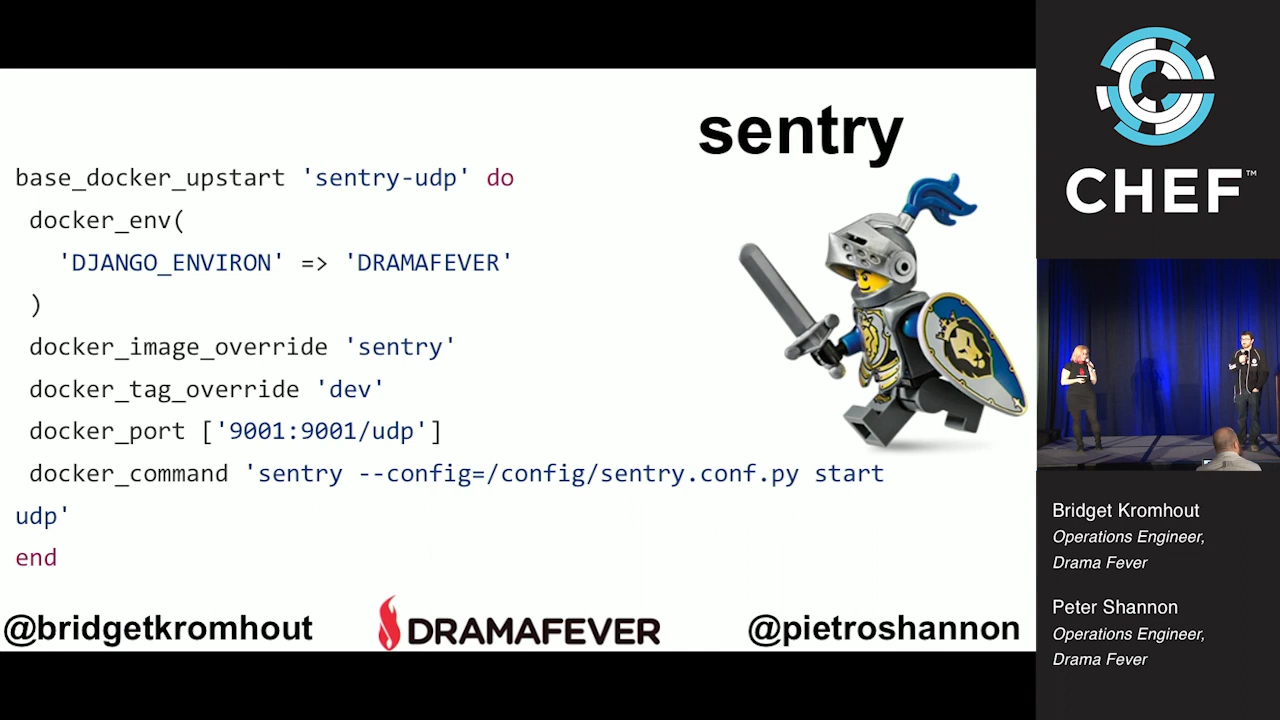 sentry
base_docker_upstart 'sentry-udp' do
docker_env(
'DJANGO_ENVIRON' => 'DRAMAFEVER'
)
docker_image_override 'sentry'
docker_tag_override 'dev'
docker_port ['9001:9001/udp']
docker_command 'sentry --config=/config/sentry.conf.py start
udp'
end
@bridgetkromhout
DRAMAFEVER
@pietroshannon
CHEF™
Bridget Kromhout
Operations Engineer,
Drama Fever
Peter Shannon
Operations Engineer,
Drama Fever